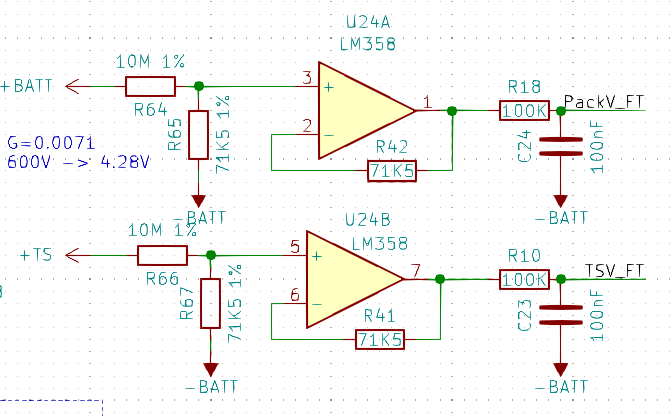 U24A
LM358
10M 1%
+BATT
3
+
1
R64
R65
71K5 1%
2
−
R18
100K
PackV_FT
C24
100nF
R42
71K5
G=0.0071
600V -> 4.28V
-BATT
-BATT
U24B
LM358
10M 1%
+TS
5
+
7
R66
R67
71K5 1%
6
−
R10
100K
TSV_FT
C23
100nF
R41
71K5
-BATT
-BATT